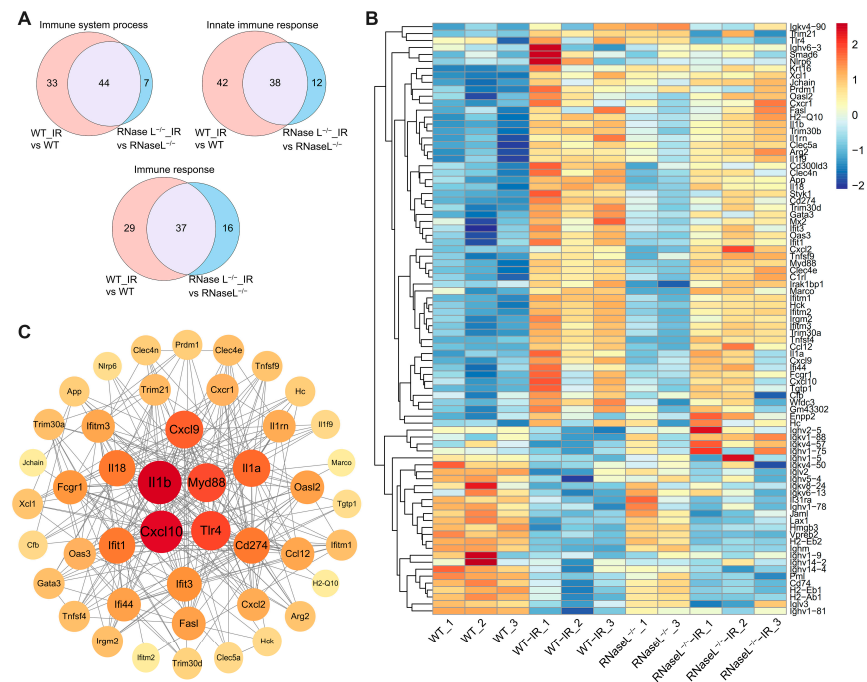 A
Immune system process
33
44
7
WT_IR
vs WT
RNase L−/−_IR
vs RNaseL−/−
Innate immune response
42
38
12
WT_IR
vs WT
RNase L−/−_IR
vs RNaseL−/−
Immune response
29
37
16
WT_IR
vs WT
RNase L−/−_IR
vs RNaseL−/−
B
Igkv4-90
Trim21
Tlr4
Ighv6-3
Smad6
Nlrp6
Krt16
Xcl1
Jchain
Prdm1
Oasl2
Cxcr1
Fasl
H2-Q10
Il1b
Trim30b
Il1rn
Clec5a
Arg2
Il1f9
Cd300ld3
Clec4n
App
Il18
Styk1
Cd274
Trim30d
Gata3
Mx2
Ifit3
Oas3
Ifit1
Cxcl2
Tnfsf9
Myd88
Clec4e
C1rl
Irak1bp1
Marco
Ifitm1
Hck
Ifitm2
Irgm2
Ifitm3
Trim30a
Tnfsf4
Ccl12
Il1a
Cxcl9
Ifi44
Fcgr1
Cxcl10
Tgtp1
Cfb
Wfdc3
Gm43302
Enpp2
Hc
Ighv2-5
Igkv1-88
Igkv4-57
Ighv1-75
Ighv1-5
Igkv4-50
Iglv2
Ighv5-4
Igkv8-24
Igkv6-13
Il31ra
Ighv1-78
Jaml
Lax1
Hmgb3
Vpreb2
H2-Eb2
Ighm
Ighv1-9
Ighv14-2
Ighv14-4
Pml
Cd74
H2-Eb1
H2-Ab1
Iglv3
Ighv1-81
2
1
0
−1
−2
WT_1
WT_2
WT_3
WT-IR_1
WT-IR_2
WT-IR_3
RNaseL−/−_1
RNaseL−/−_3
RNaseL−/−-IR_1
RNaseL−/−-IR_2
RNaseL−/−-IR_3
C
Prdm1
Clec4n
Clec4e
Nlrp6
Tnfsf9
Trim21
Cxcr1
App
Hc
Cxcl9
Trim30a
Ifitm3
Il1rn
Il1f9
Jchain
Il18
Il1a
Marco
Fcgr1
Il1b
Myd88
Oasl2
Xcl1
Tgtp1
Cxcl10
Tlr4
Cfb
Ifit1
Cd274
Ifitm1
Oas3
Ccl12
Gata3
Ifit3
H2-Q10
Tnfsf4
Ifi44
Cxcl2
Arg2
Fasl
Irgm2
Hck
Ifitm2
Trim30d
Clec5a